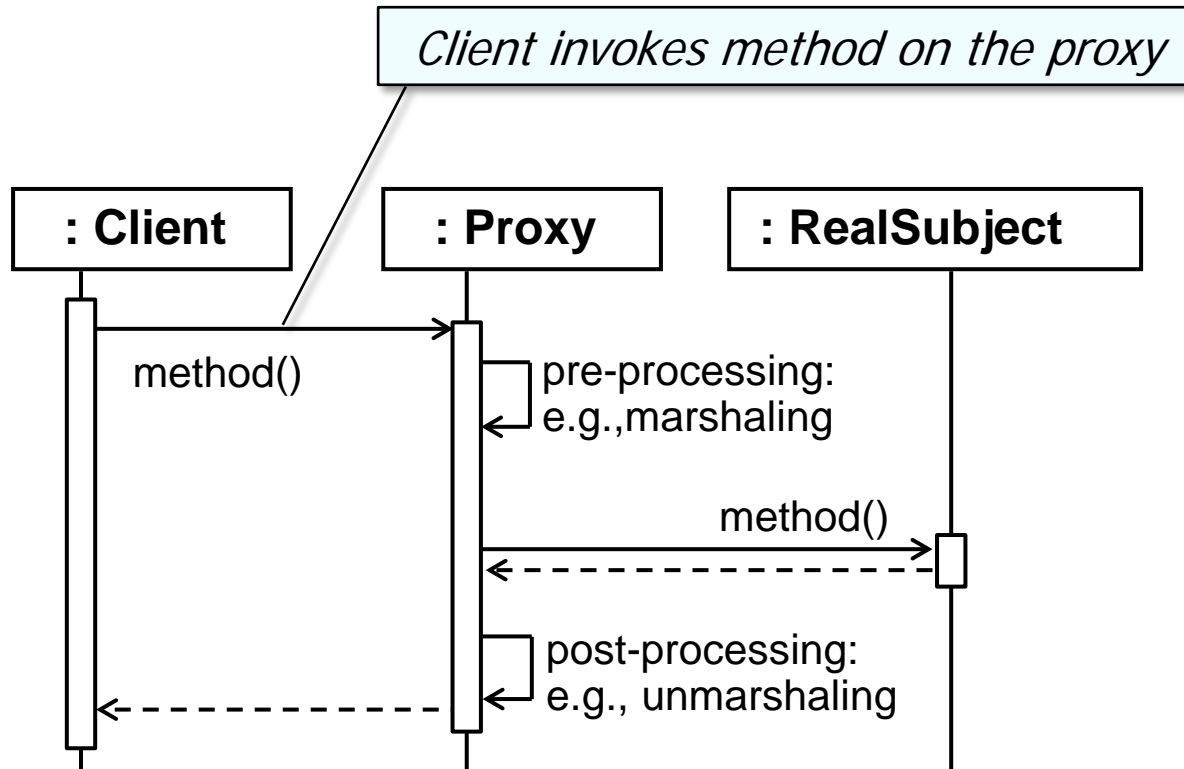 Client invokes method on the proxy
: Client
: Proxy
: RealSubject
method()
pre-processing:
e.g.,marshaling
method()
post-processing:
e.g., unmarshaling